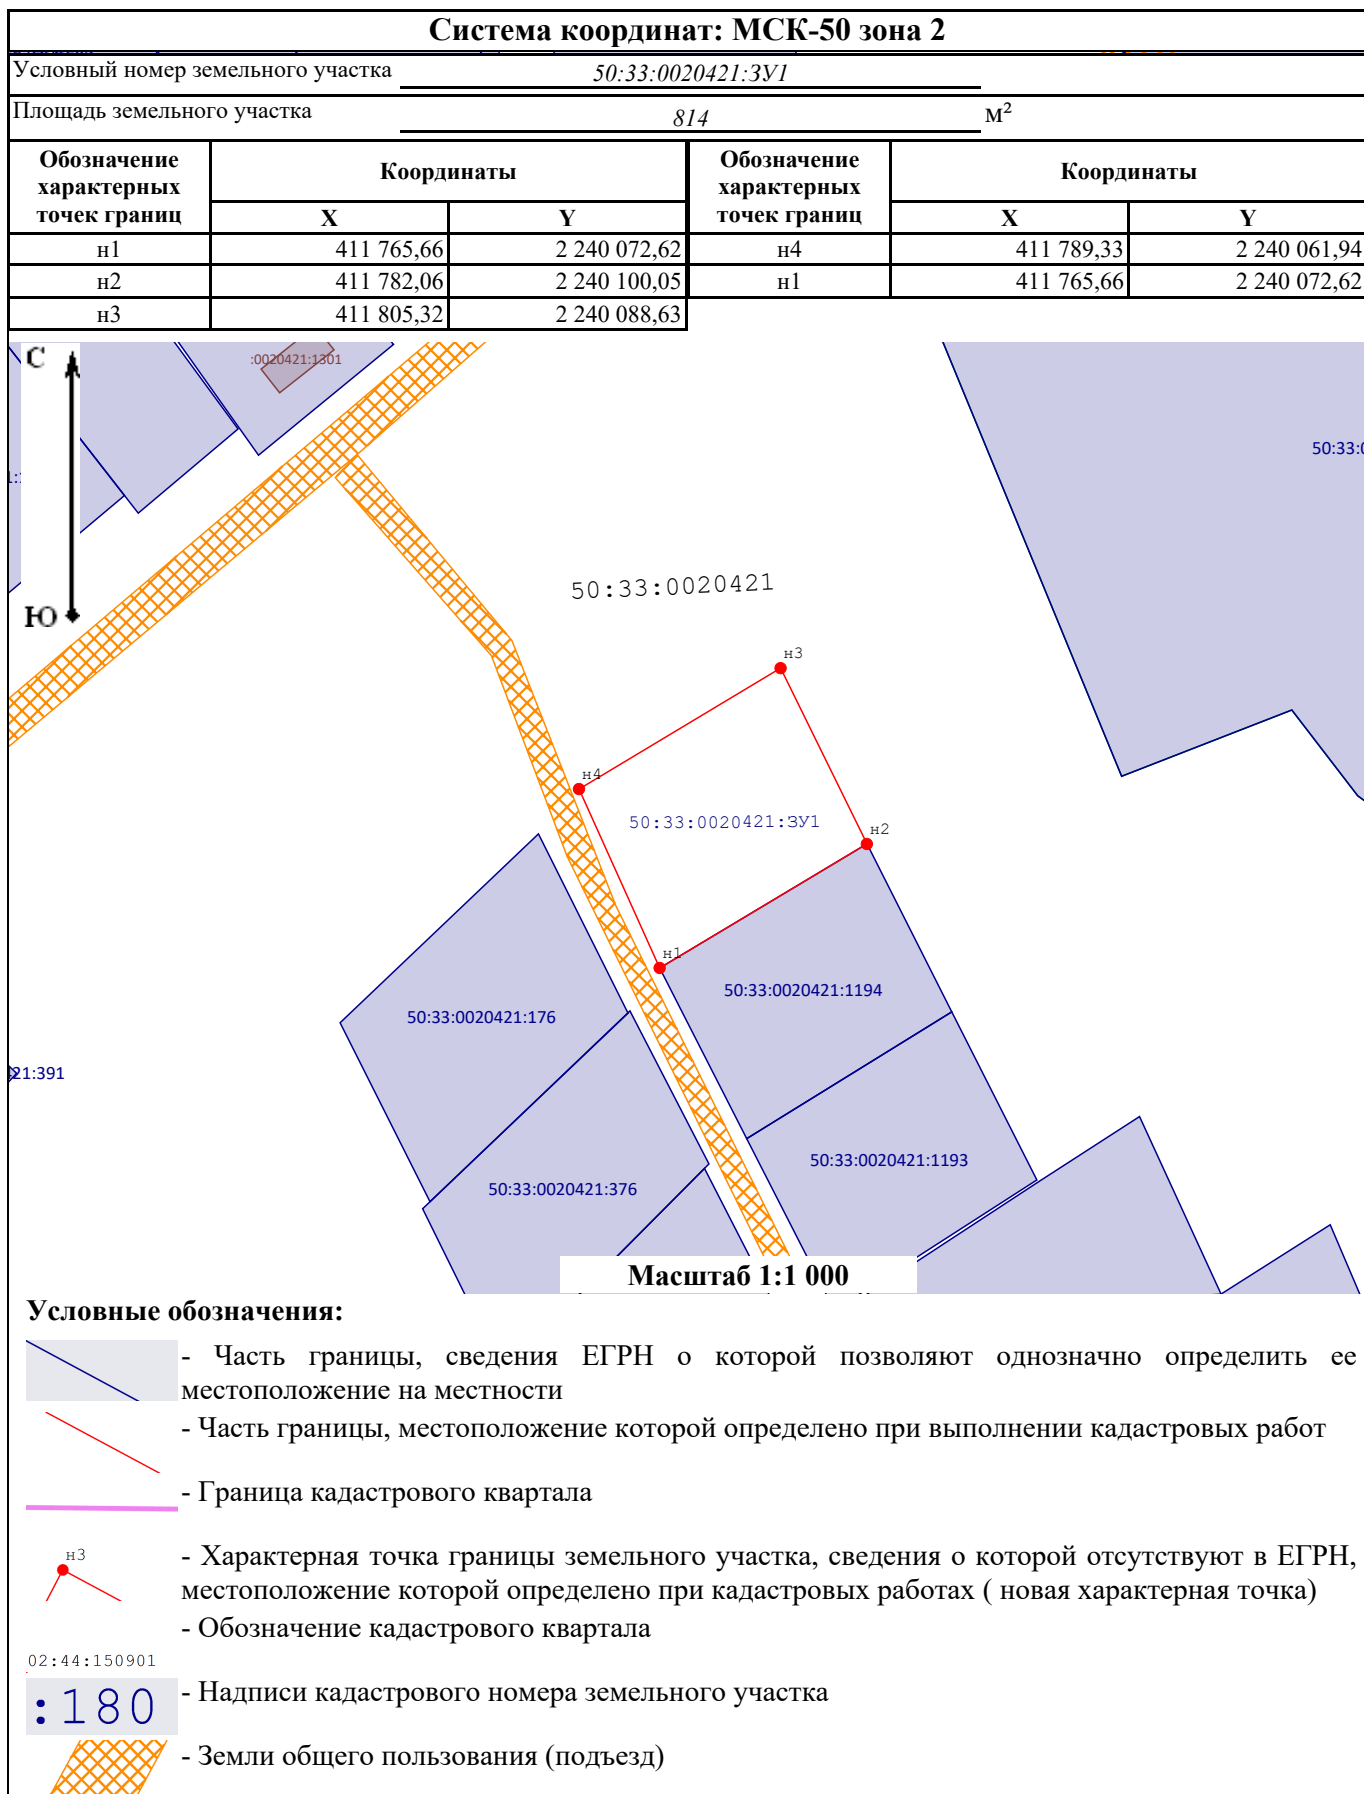 Система координат: МСК-50 зона 2
Условный номер земельного участка 50:33:0020421:ЗУ1
Площадь земельного участка 814 м²
Обозначение характерных точек границ Координаты Обозначение характерных точек границ Координаты
X Y X Y
н1 411 765,66 2 240 072,62 н4 411 789,33 2 240 061,94
н2 411 782,06 2 240 100,05 н1 411 765,66 2 240 072,62
н3 411 805,32 2 240 088,63
С
:0020421:1301
50:33:0
Ю
50:33:0020421
н3
н4
50:33:0020421:ЗУ1
н2
н1
50:33:0020421:1194
50:33:0020421:176
21:391
50:33:0020421:1193
50:33:0020421:376
Масштаб 1:1 000
Условные обозначения:
- Часть границы, сведения ЕГРН о которой позволяют однозначно определить ее
местоположение на местности
- Часть границы, местоположение которой определено при выполнении кадастровых работ
- Граница кадастрового квартала
н3
- Характерная точка границы земельного участка, сведения о которой отсутствуют в ЕГРН,
местоположение которой определено при кадастровых работах ( новая характерная точка)
- Обозначение кадастрового квартала
02:44:150901
:180
- Надписи кадастрового номера земельного участка
- Земли общего пользования (подъезд)